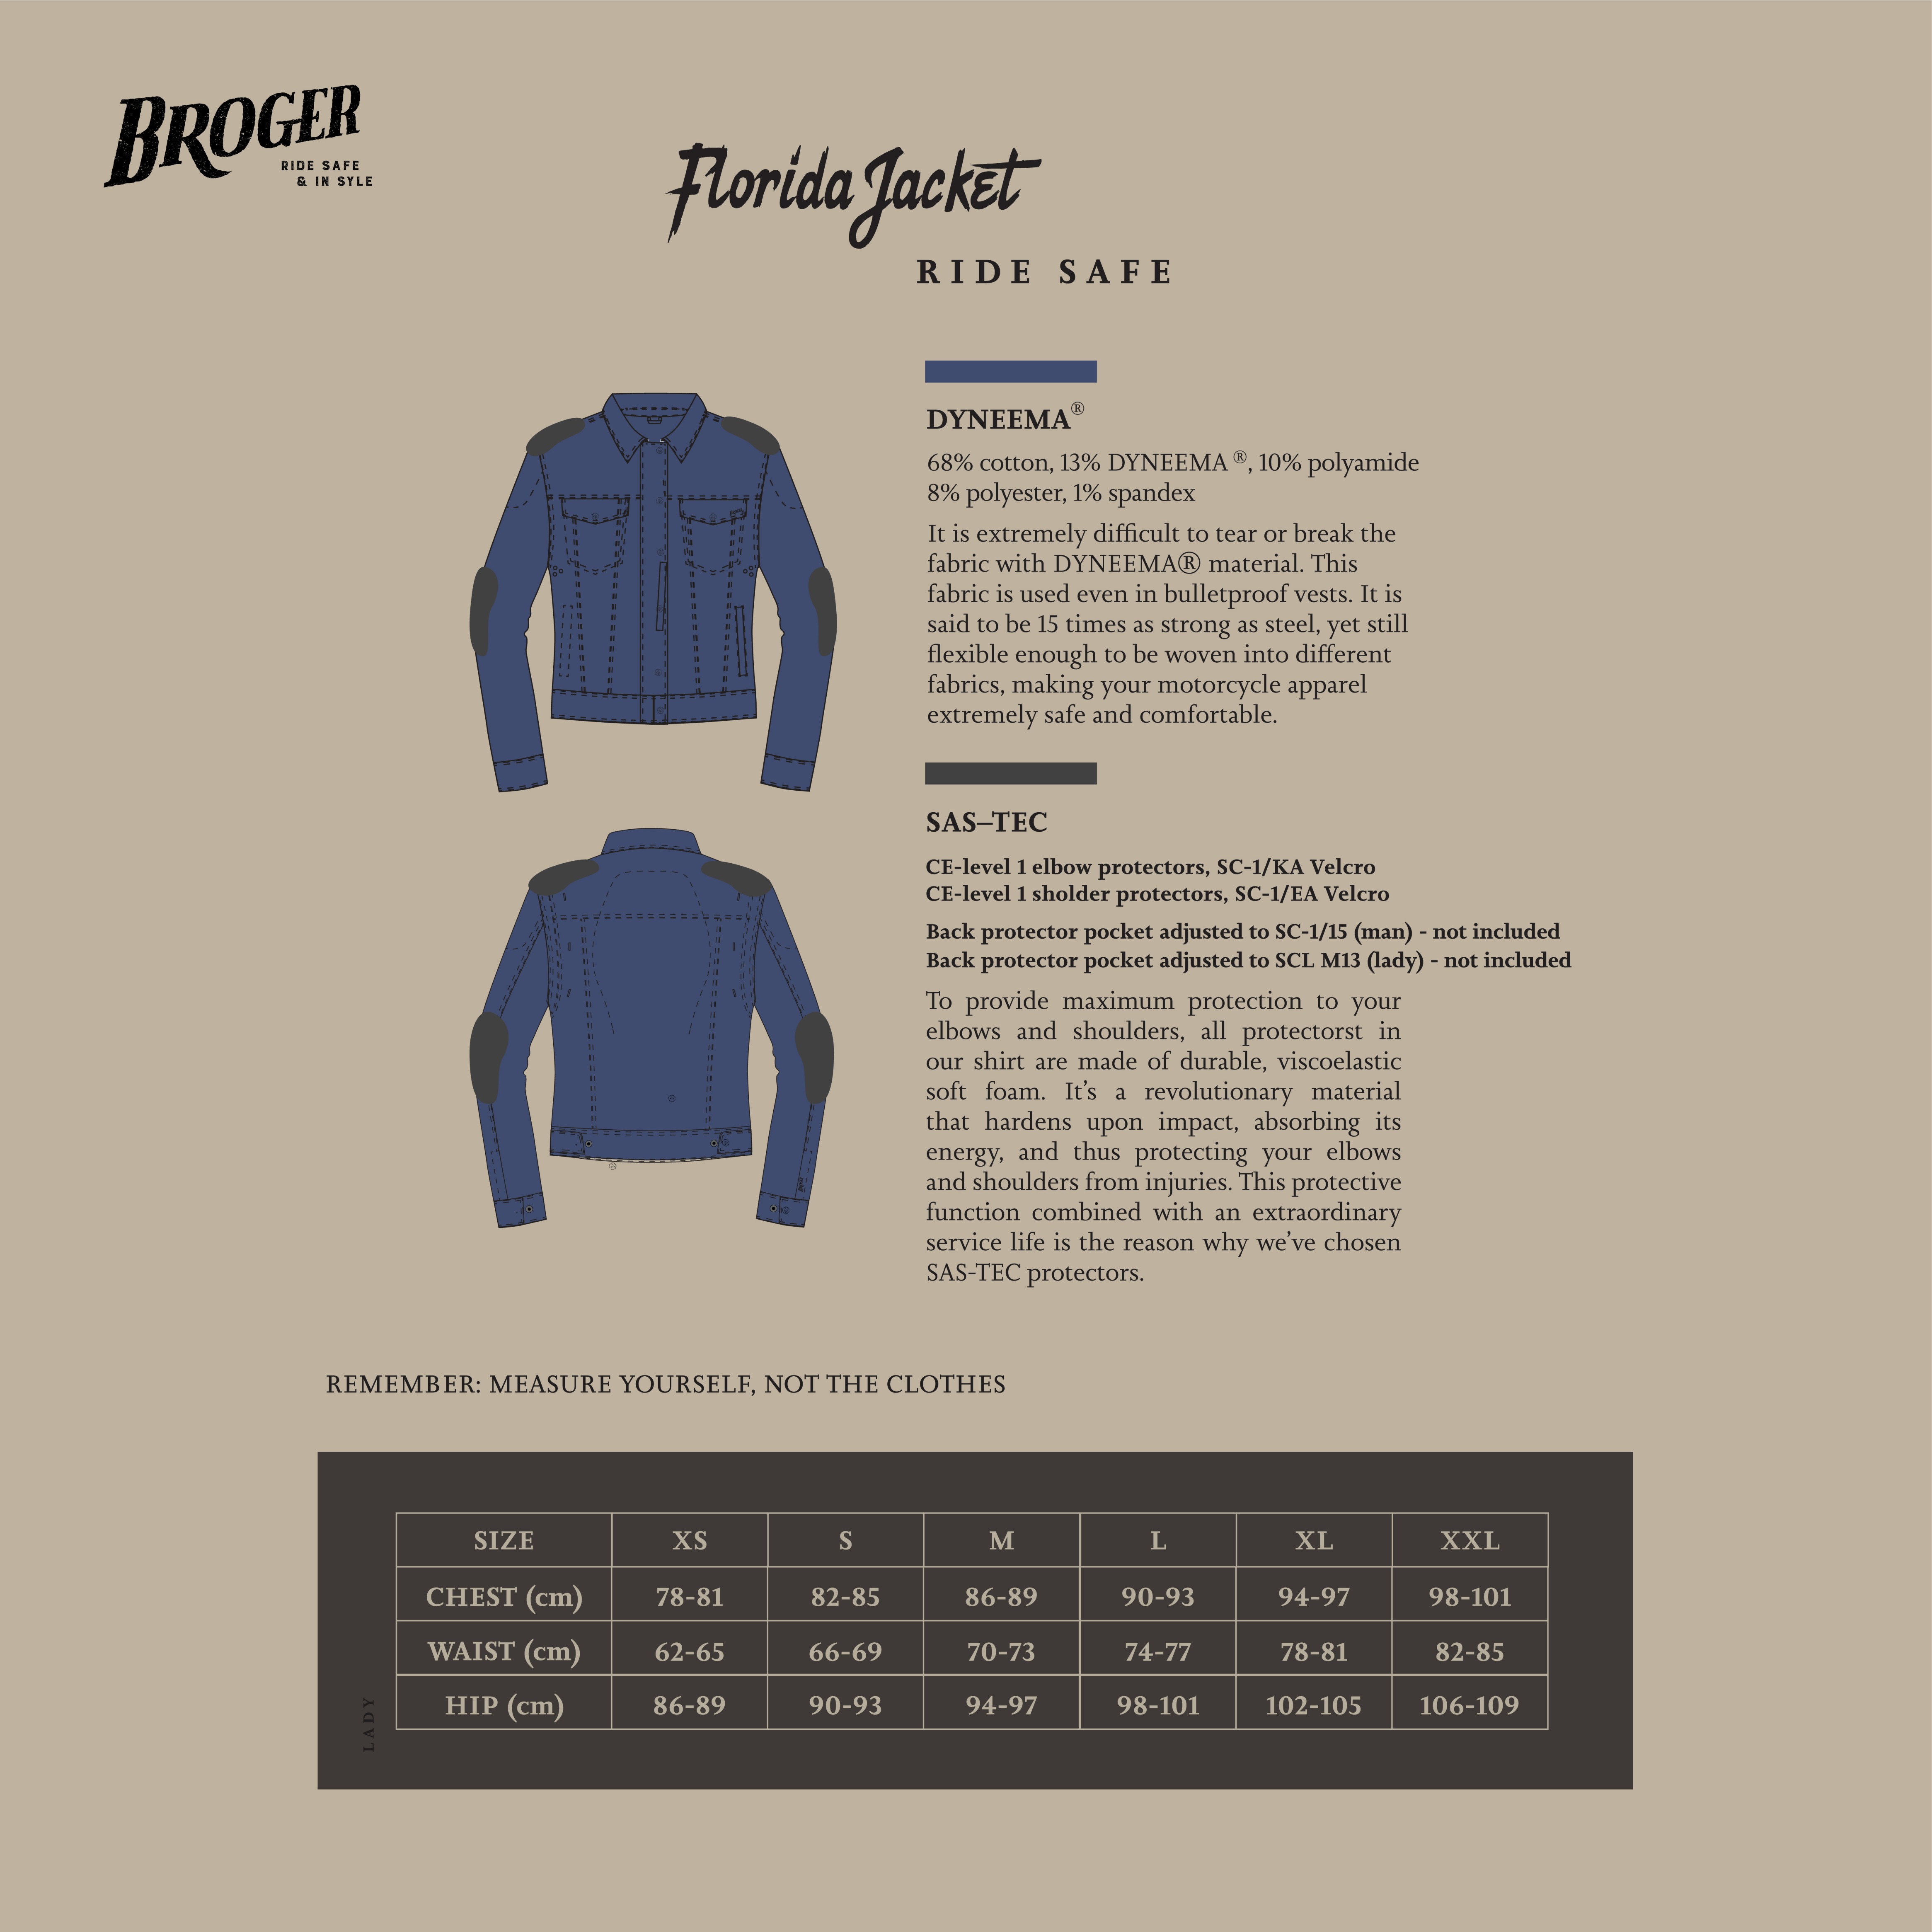 BROGER
RIDE SAFE
& IN SYLE
Florida Jacket
RIDE SAFE
DYNEEMA®
68% cotton, 13% DYNEEMA ®, 10% polyamide
8% polyester, 1% spandex
It is extremely difficult to tear or break the
fabric with DYNEEMA® material. This
fabric is used even in bulletproof vests. It is
said to be 15 times as strong as steel, yet still
flexible enough to be woven into different
fabrics, making your motorcycle apparel
extremely safe and comfortable.
SAS–TEC
CE-level 1 elbow protectors, SC-1/KA Velcro
CE-level 1 sholder protectors, SC-1/EA Velcro
Back protector pocket adjusted to SC-1/15 (man) - not included
Back protector pocket adjusted to SCL M13 (lady) - not included
To provide maximum protection to your
elbows and shoulders, all protectorst in
our shirt are made of durable, viscoelastic
soft foam. It’s a revolutionary material
that hardens upon impact, absorbing its
energy, and thus protecting your elbows
and shoulders from injuries. This protective
function combined with an extraordinary
service life is the reason why we’ve chosen
SAS-TEC protectors.
REMEMBER: MEASURE YOURSELF, NOT THE CLOTHES
SIZE XS S M L XL XXL
CHEST (cm) 78-81 82-85 86-89 90-93 94-97 98-101
WAIST (cm) 62-65 66-69 70-73 74-77 78-81 82-85
HIP (cm) 86-89 90-93 94-97 98-101 102-105 106-109
LADY